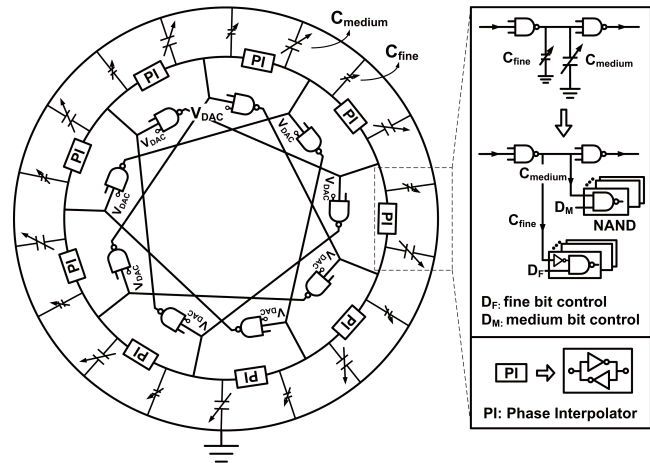 C_medium
C_fine
PI
PI
PI
PI
PI
PI
PI
PI
PI
V_DAC
V_DAC
V_DAC
V_DAC
V_DAC
V_DAC
V_DAC
V_DAC
V_DAC
C_fine
C_medium
C_medium
D_M
NAND
C_fine
D_F
D_F: fine bit control
D_M: medium bit control
PI
PI: Phase Interpolator